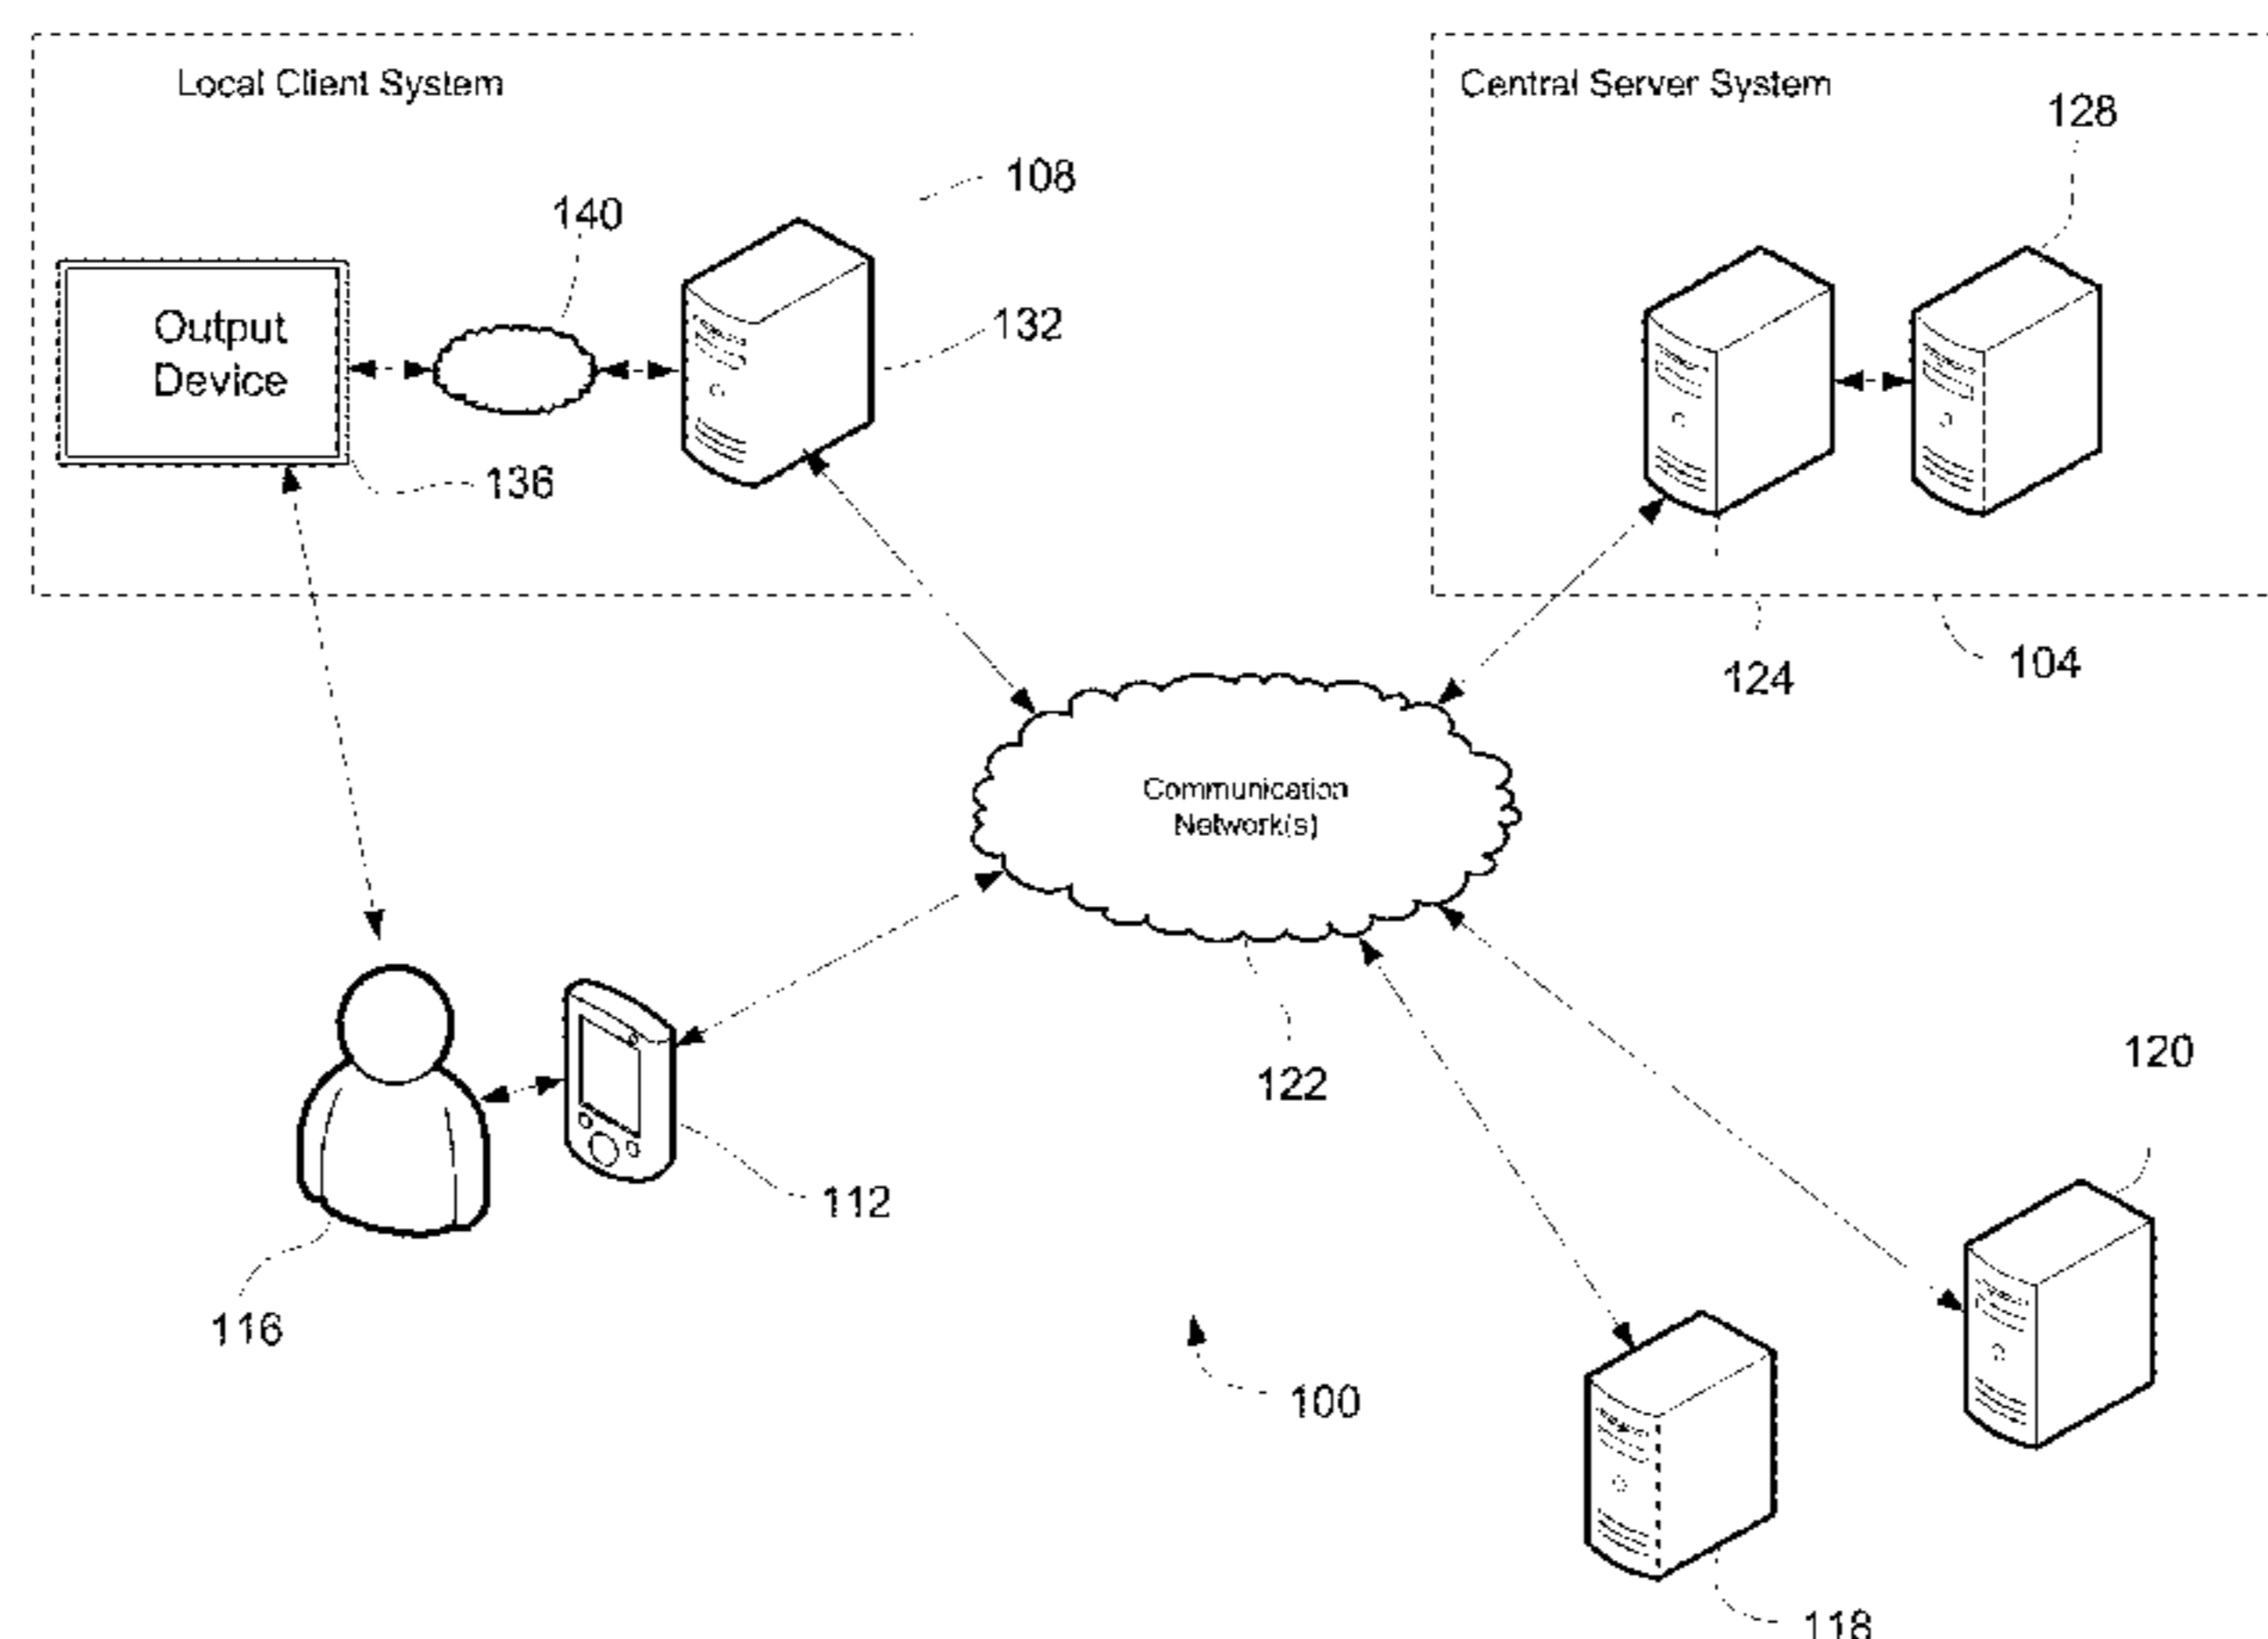 Local Client System
Central Server System
128
108
140
132
Output
Device
136
104
124
Communication
Network(s)
120
122
112
116
100
118